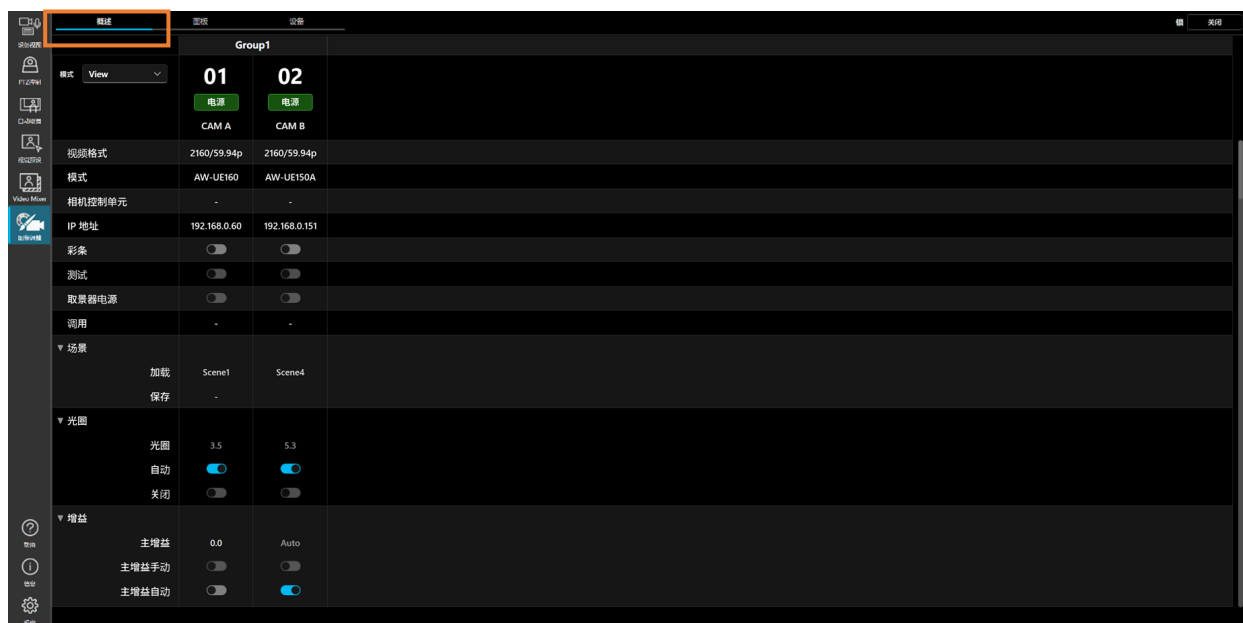 概述 面板 设备 锁 关闭
Group1
模式 View 01 02
电源 电源
CAM A CAM B
视频格式 2160/59.94p 2160/59.94p
模式 AW-UE160 AW-UE150A
相机控制单元 - -
IP 地址 192.168.0.60 192.168.0.151
彩条
测试
取景器电源
调用 - -
▼ 场景
加载 Scene1 Scene4
保存 -
▼ 光圈
光圈 3.5 5.3
自动
关闭
▼ 增益
主增益 0.0 Auto
主增益手动
主增益自动
Video Mixer